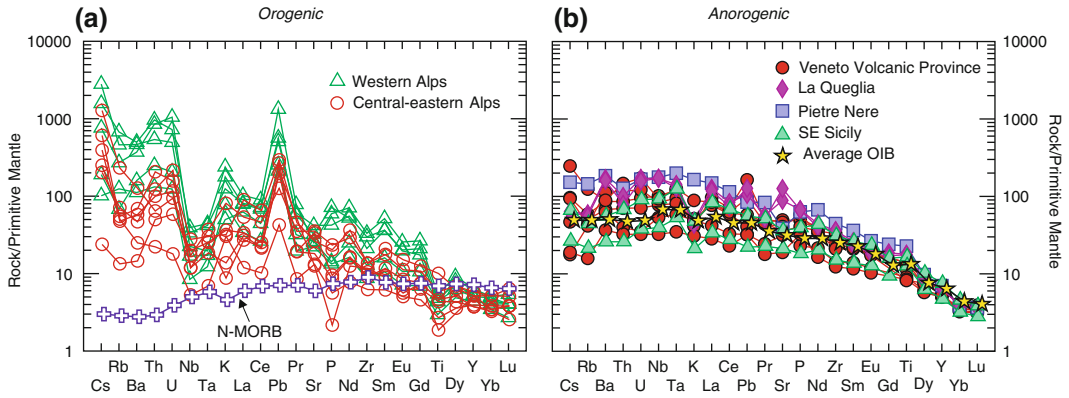 (a)
Orogenic
10000
1000
100
10
1
Rock/Primitive Mantle
Western Alps
Central-eastern Alps
N-MORB
Rb Th Nb K Ce Pr P Zr Eu Ti Y Lu
Cs Ba U Ta La Pb Sr Nd Sm Gd Dy Yb
(b)
Anorogenic
Veneto Volcanic Province
La Queglia
Pietre Nere
SE Sicily
Average OIB
10000
1000
100
10
1
Rock/Primitive Mantle
Rb Th Nb K Ce Pr P Zr Eu Ti Y Lu
Cs Ba U Ta La Pb Sr Nd Sm Gd Dy Yb